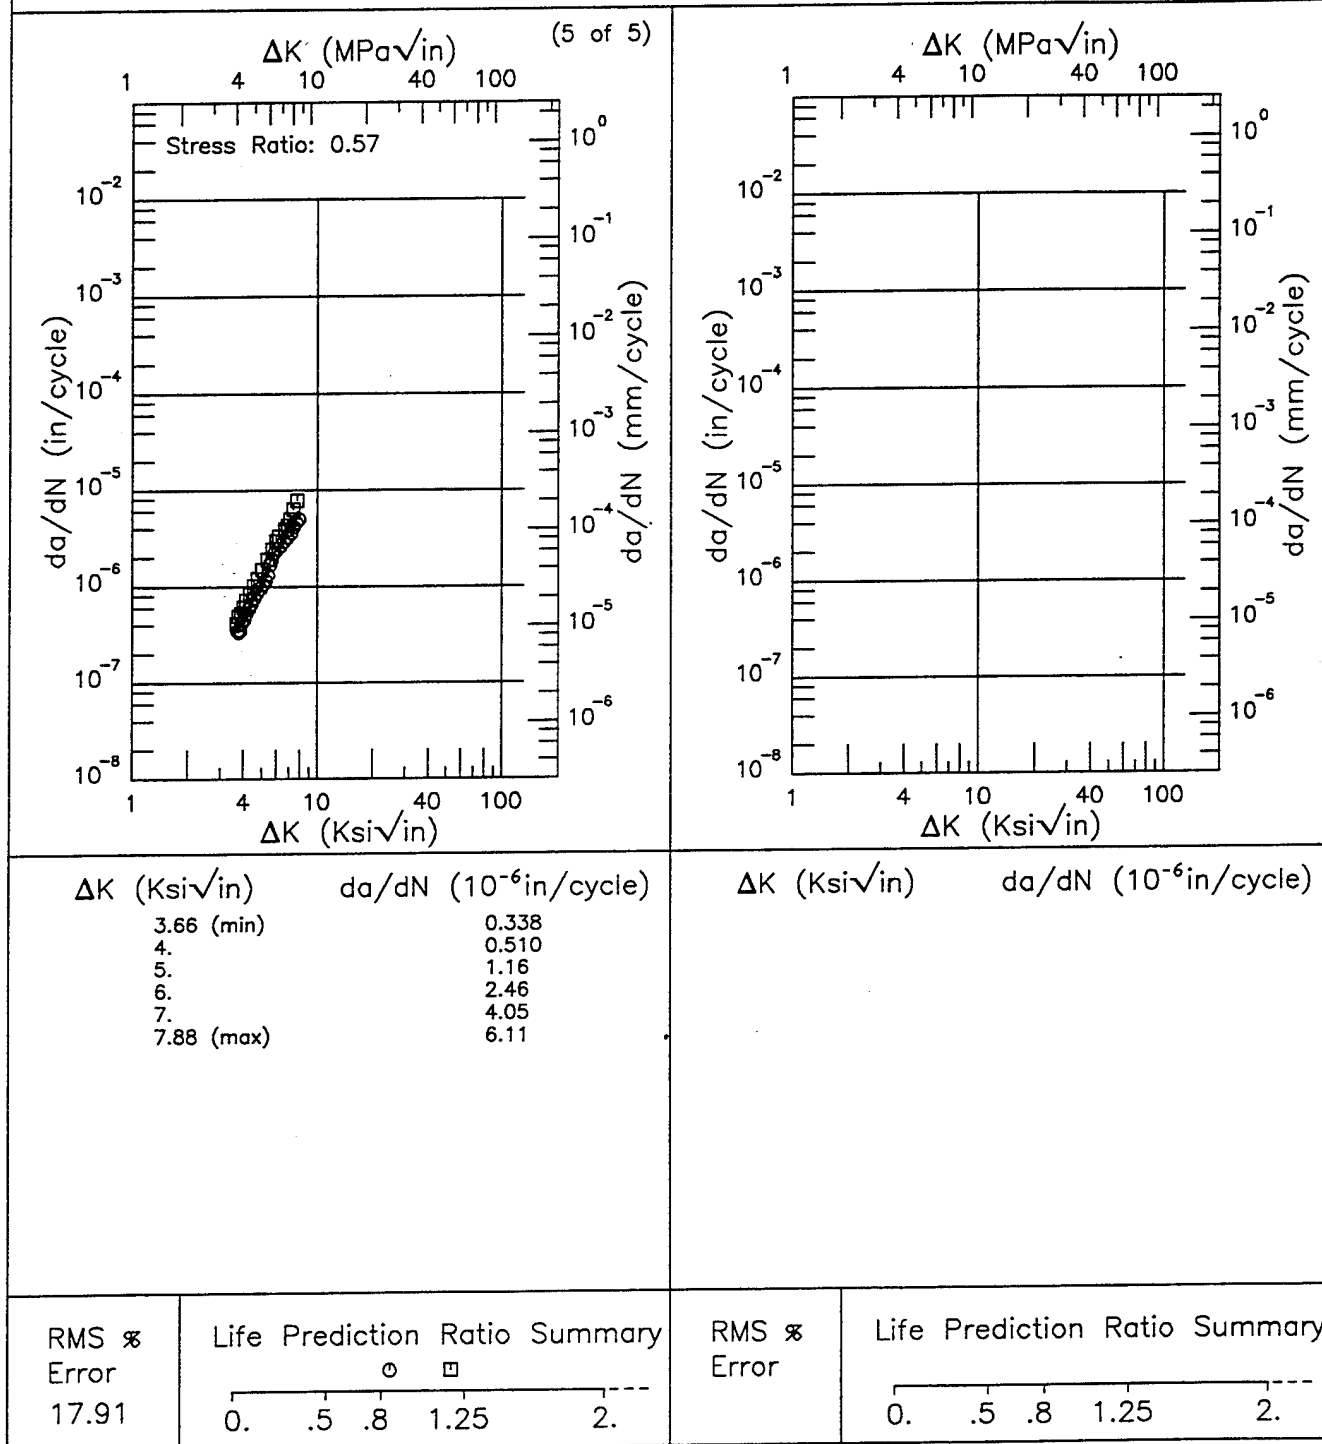 (5 of 5)
ΔK (MPa√in)
1 4 10 40 100
Stress Ratio: 0.57
da/dN (in/cycle)
10⁻²
10⁻³
10⁻⁴
10⁻⁵
10⁻⁶
10⁻⁷
10⁻⁸
10⁰
10⁻¹
10⁻²
10⁻³
10⁻⁴
10⁻⁵
10⁻⁶
da/dN (mm/cycle)
1 4 10 40 100
ΔK (Ksi√in)
ΔK (MPa√in)
1 4 10 40 100
da/dN (in/cycle)
10⁻²
10⁻³
10⁻⁴
10⁻⁵
10⁻⁶
10⁻⁷
10⁻⁸
10⁰
10⁻¹
10⁻²
10⁻³
10⁻⁴
10⁻⁵
10⁻⁶
da/dN (mm/cycle)
1 4 10 40 100
ΔK (Ksi√in)
ΔK (Ksi√in) da/dN (10⁻⁶in/cycle)
3.66 (min) 0.338
4. 0.510
5. 1.16
6. 2.46
7. 4.05
7.88 (max) 6.11
ΔK (Ksi√in) da/dN (10⁻⁶in/cycle)
RMS %
Error
17.91
Life Prediction Ratio Summary
0. .5 .8 1.25 2.
RMS %
Error
Life Prediction Ratio Summary
0. .5 .8 1.25 2.